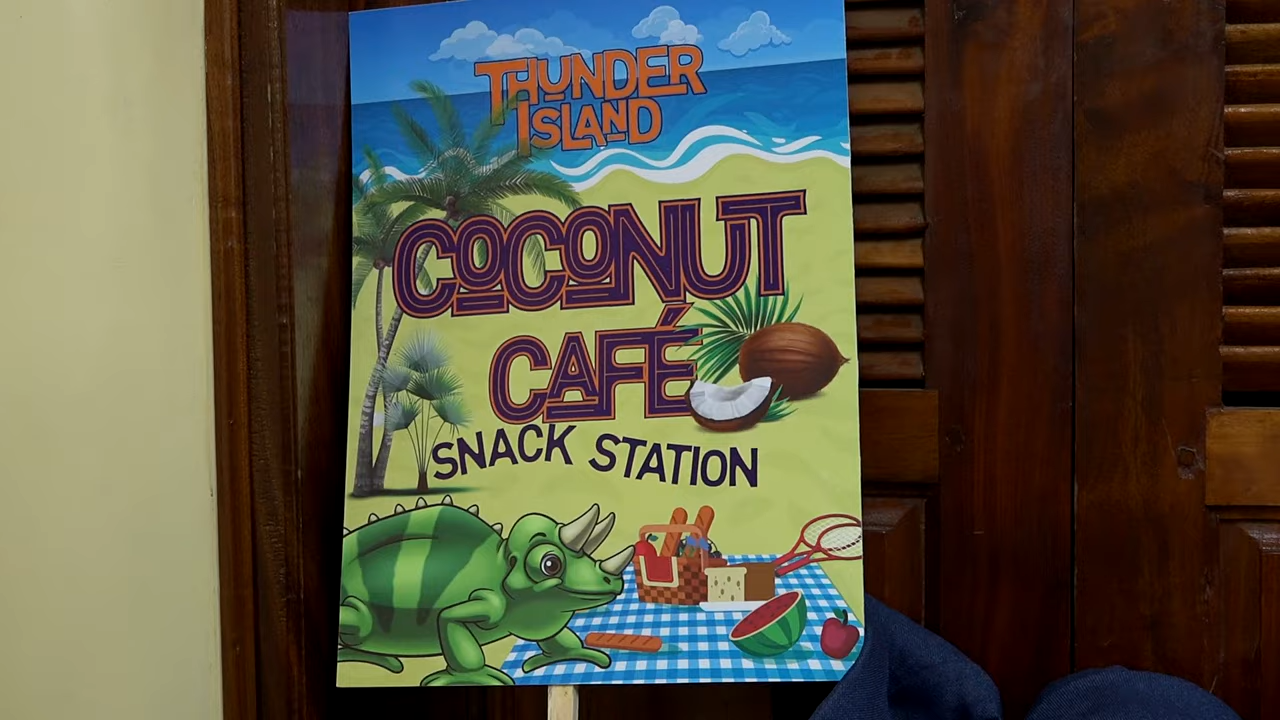 THUNDER
ISLAND
COCONUT
CAFÉ
SNACK STATION